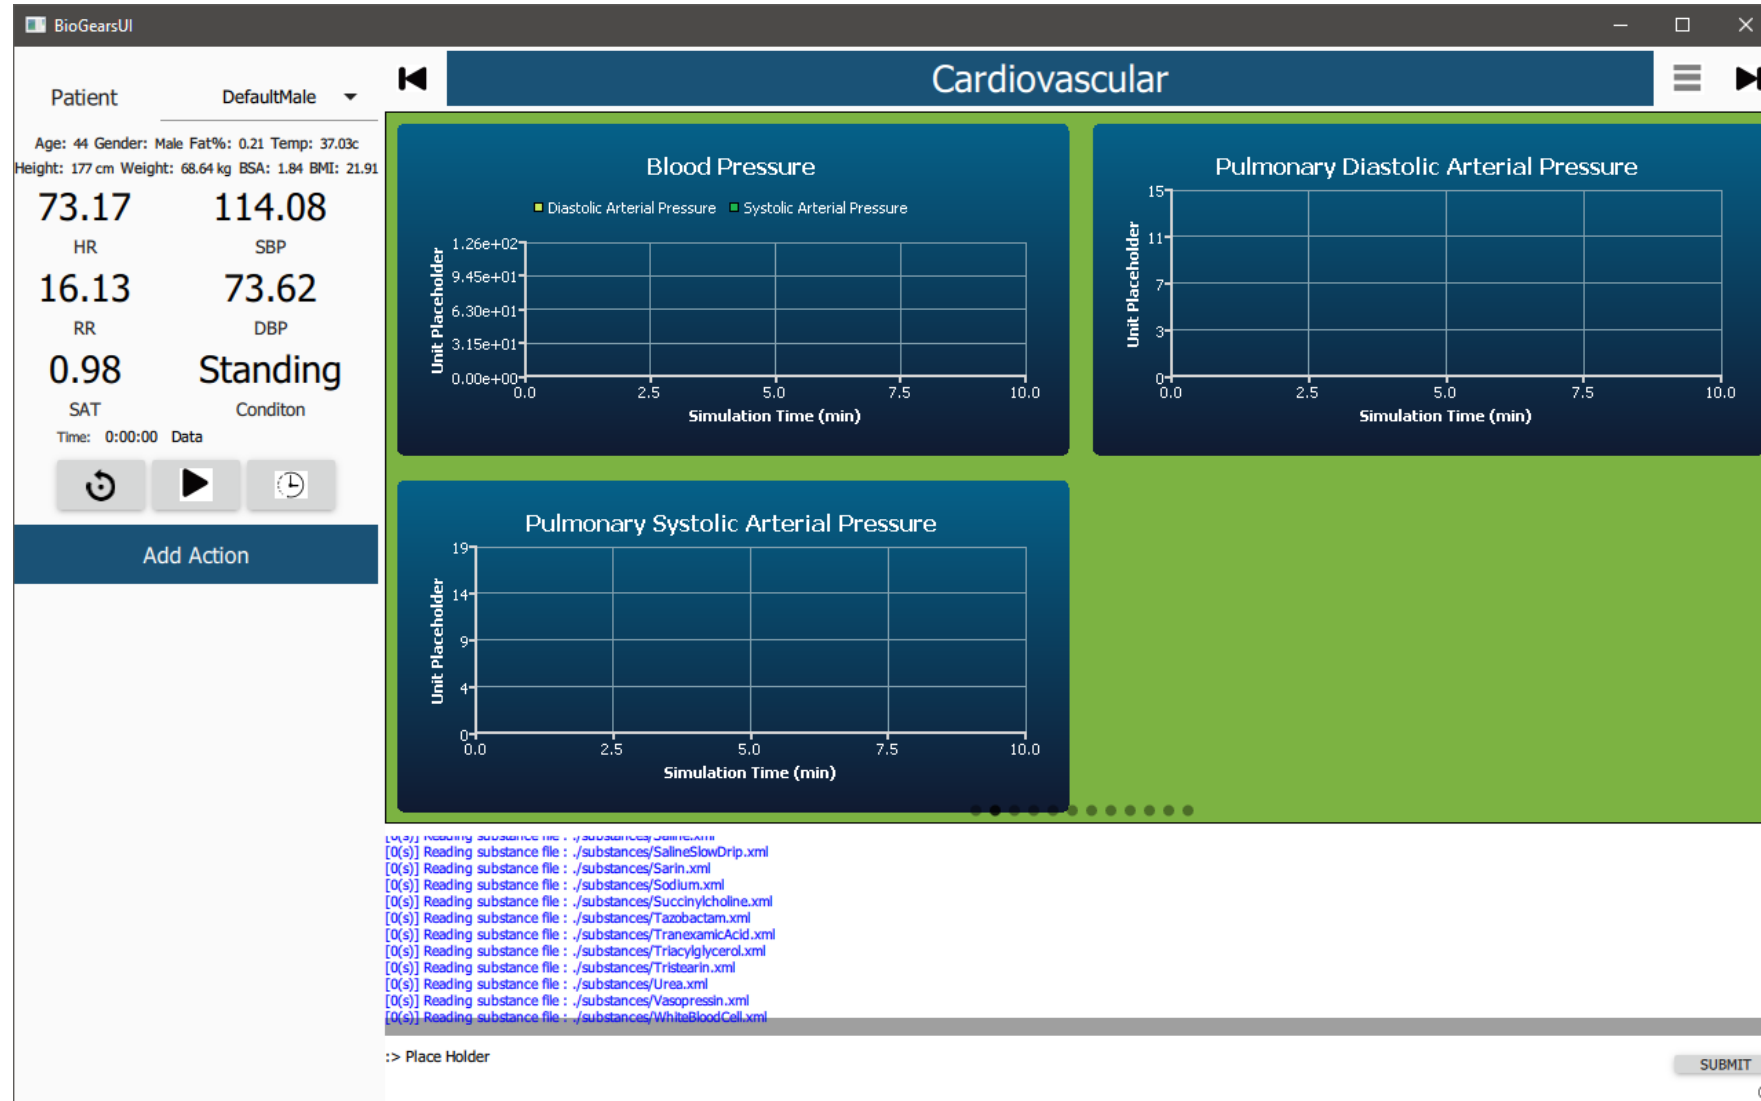 BioGearsUI
Patient DefaultMale
Age: 44 Gender: Male Fat%: 0.21 Temp: 37.03c
Height: 177 cm Weight: 68.64 kg BSA: 1.84 BMI: 21.91
73.17 114.08
HR SBP
16.13 73.62
RR DBP
0.98 Standing
SAT Conditon
Time: 0:00:00 Data
Add Action
Cardiovascular
Blood Pressure
Diastolic Arterial Pressure Systolic Arterial Pressure
Unit Placeholder
1.26e+02
9.45e+01
6.30e+01
3.15e+01
0.00e+00
0.0 2.5 5.0 7.5 10.0
Simulation Time (min)
Pulmonary Diastolic Arterial Pressure
Unit Placeholder
15
11
7
3
0
0.0 2.5 5.0 7.5 10.0
Simulation Time (min)
Pulmonary Systolic Arterial Pressure
Unit Placeholder
19
14
9
4
0
0.0 2.5 5.0 7.5 10.0
Simulation Time (min)
[0(s)] Reading substance file : ./substances/Saline.xml
[0(s)] Reading substance file : ./substances/SalineSlowDrip.xml
[0(s)] Reading substance file : ./substances/Sarin.xml
[0(s)] Reading substance file : ./substances/Sodium.xml
[0(s)] Reading substance file : ./substances/Succinylcholine.xml
[0(s)] Reading substance file : ./substances/Tazobactam.xml
[0(s)] Reading substance file : ./substances/TranexamicAcid.xml
[0(s)] Reading substance file : ./substances/Triacylglycerol.xml
[0(s)] Reading substance file : ./substances/Tristearin.xml
[0(s)] Reading substance file : ./substances/Urea.xml
[0(s)] Reading substance file : ./substances/Vasopressin.xml
[0(s)] Reading substance file : ./substances/WhiteBloodCell.xml
:> Place Holder
SUBMIT